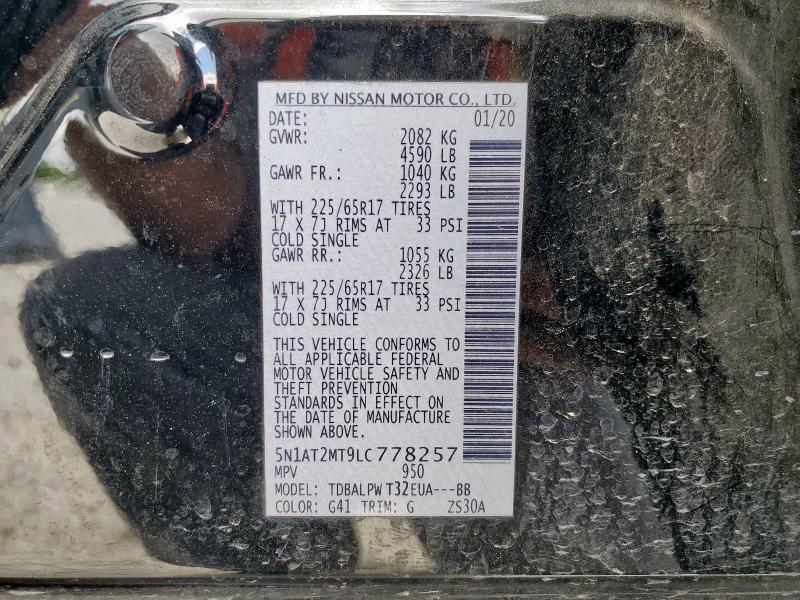 MFD BY NISSAN MOTOR CO., LTD.
DATE: 01/20
GVWR: 2082 KG
4590 LB
GAWR FR.: 1040 KG
2293 LB
WITH 225/65R17 TIRES
17 X 7J RIMS AT 33 PSI
COLD SINGLE
GAWR RR.: 1055 KG
2326 LB
WITH 225/65R17 TIRES
17 X 7J RIMS AT 33 PSI
COLD SINGLE
THIS VEHICLE CONFORMS TO
ALL APPLICABLE FEDERAL
MOTOR VEHICLE SAFETY AND
THEFT PREVENTION
STANDARDS IN EFFECT ON
THE DATE OF MANUFACTURE
SHOWN ABOVE.
5N1AT2MT9LC778257
MPV 950
MODEL: TDBALPW T32EUA---BB
COLOR: G41 TRIM: G ZS30A